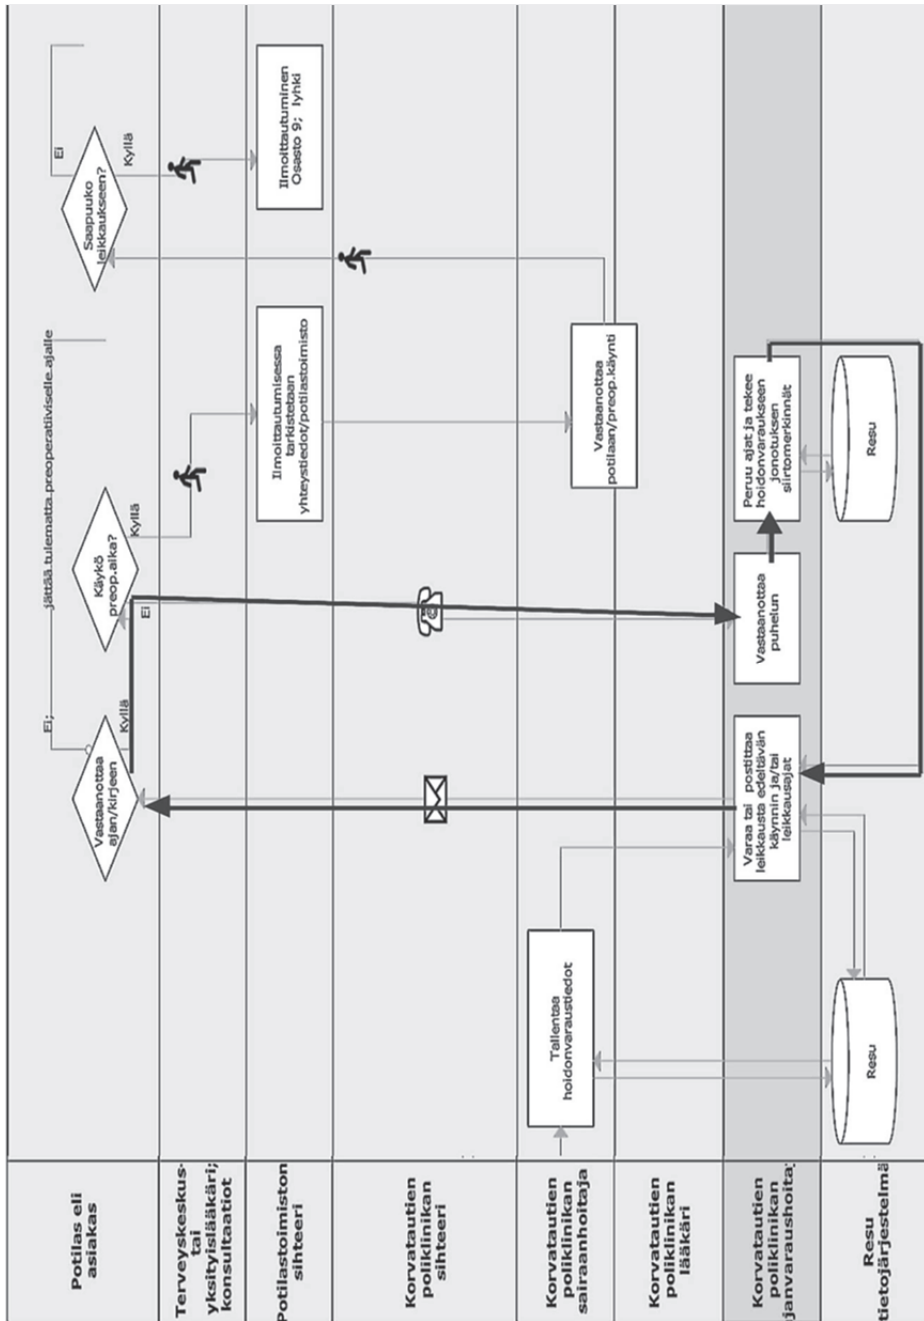 Potilas eli
asiakas
Vastaanottaa
ajan/kirjeen
Ei;
jättää.tulematta.preoperatiiviselle.ajalle
Kyllä
Käykö
preop.aika?
Ei
Kyllä
Saapuuko
leikkaukseen?
Ei
Kyllä
Terveyskeskus-
tai
yksityislääkäri;
konsultaatiot
Potilastoimiston
sihteeri
Ilmoittautumisessa
tarkistetaan
yhteystiedot/potilastoimisto
Ilmoittautuminen
Osasto 9; lyhki
Korvatautien
poliklinikan
sihteeri
Korvatautien
poliklinikan
sairaanhoitaja
Tallentaa
hoidonvaraustiedot
Vastaanottaa
potilaan/preop.käynti
Korvatautien
poliklinikan
lääkäri
Korvatautien
poliklinikan
ajanvaraushoita
Varaa tai postittaa
leikkausta edeltävän
käynnin ja/tai
leikkausajat
Vastaanottaa
puhelun
Peruu ajat ja tekee
hoidonvaraukseen
jonotuksen
siirtomerkinnät
Resu
tietojärjestelmä
Resu
Resu